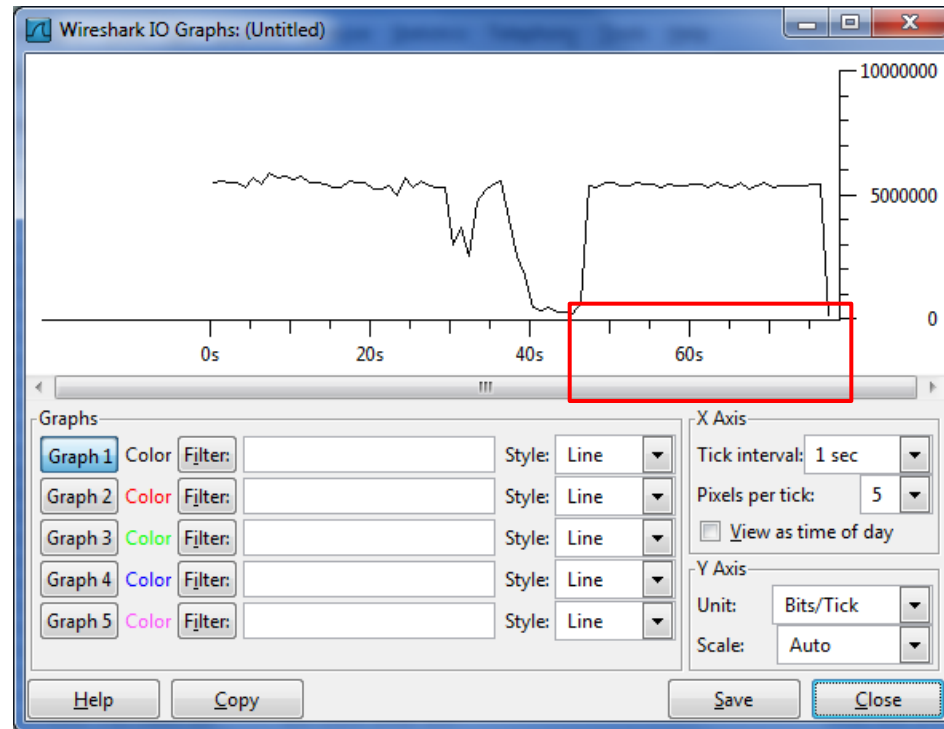 Wireshark IO Graphs: (Untitled)
10000000
5000000
0
0s 20s 40s 60s
Graphs
Graph 1 Color Filter: Style: Line
Graph 2 Color Filter: Style: Line
Graph 3 Color Filter: Style: Line
Graph 4 Color Filter: Style: Line
Graph 5 Color Filter: Style: Line
X Axis
Tick interval: 1 sec
Pixels per tick: 5
View as time of day
Y Axis
Unit: Bits/Tick
Scale: Auto
Help Copy Save Close